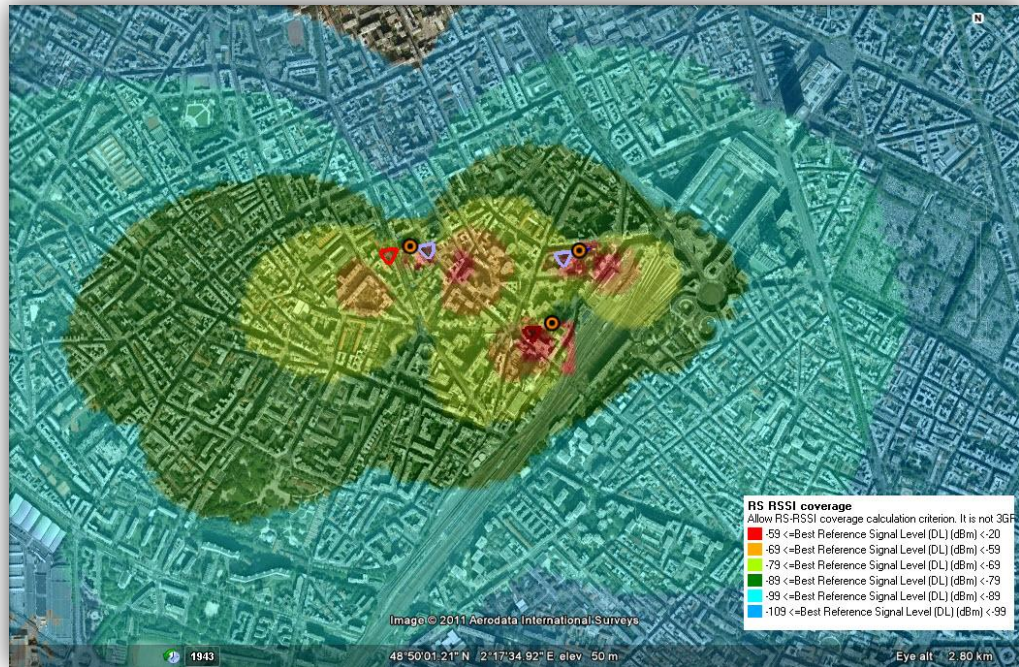 N
RS RSSI coverage
Allow RS-RSSI coverage calculation criterion. It is not 3GP
-59 <=Best Reference Signal Level (DL) (dBm) <-20
-69 <=Best Reference Signal Level (DL) (dBm) <-59
-79 <=Best Reference Signal Level (DL) (dBm) <-69
-89 <=Best Reference Signal Level (DL) (dBm) <-79
-99 <=Best Reference Signal Level (DL) (dBm) <-89
-109 <=Best Reference Signal Level (DL) (dBm) <-99
Image © 2011 Aerodata International Surveys
1943 48°50'01.21" N 2°17'34.92" E elev 50 m Eye alt 2.80 km